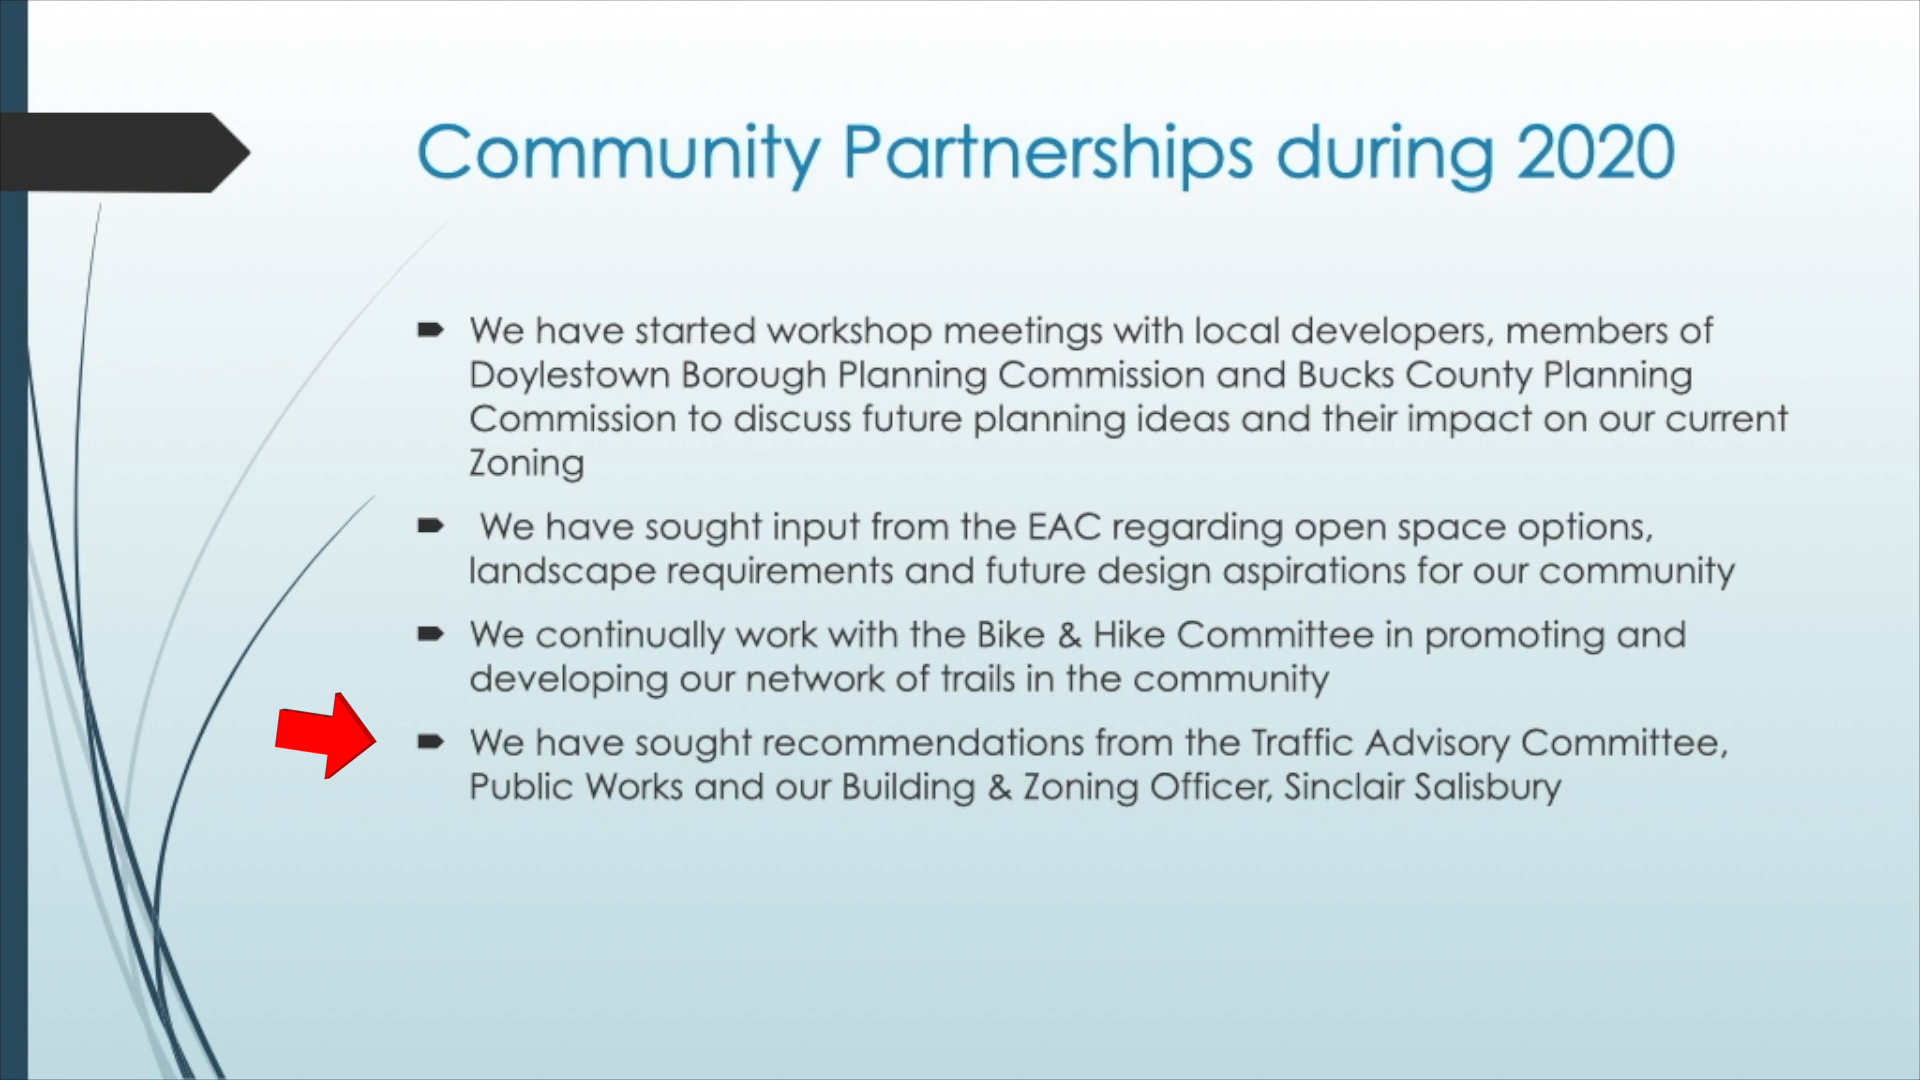 Community Partnerships during 2020
We have started workshop meetings with local developers, members of
Doylestown Borough Planning Commission and Bucks County Planning
Commission to discuss future planning ideas and their impact on our current
Zoning
We have sought input from the EAC regarding open space options,
landscape requirements and future design aspirations for our community
We continually work with the Bike & Hike Committee in promoting and
developing our network of trails in the community
We have sought recommendations from the Traffic Advisory Committee,
Public Works and our Building & Zoning Officer, Sinclair Salisbury